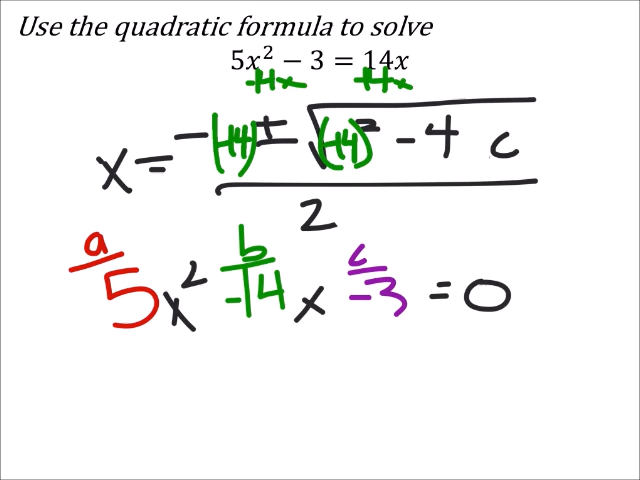 Use the quadratic formula to solve
5x² − 3 = 14x
-14x -14x
x = -(-14) ± √(-14)² - 4 c
2
a b c
5x² -14x -3 = 0